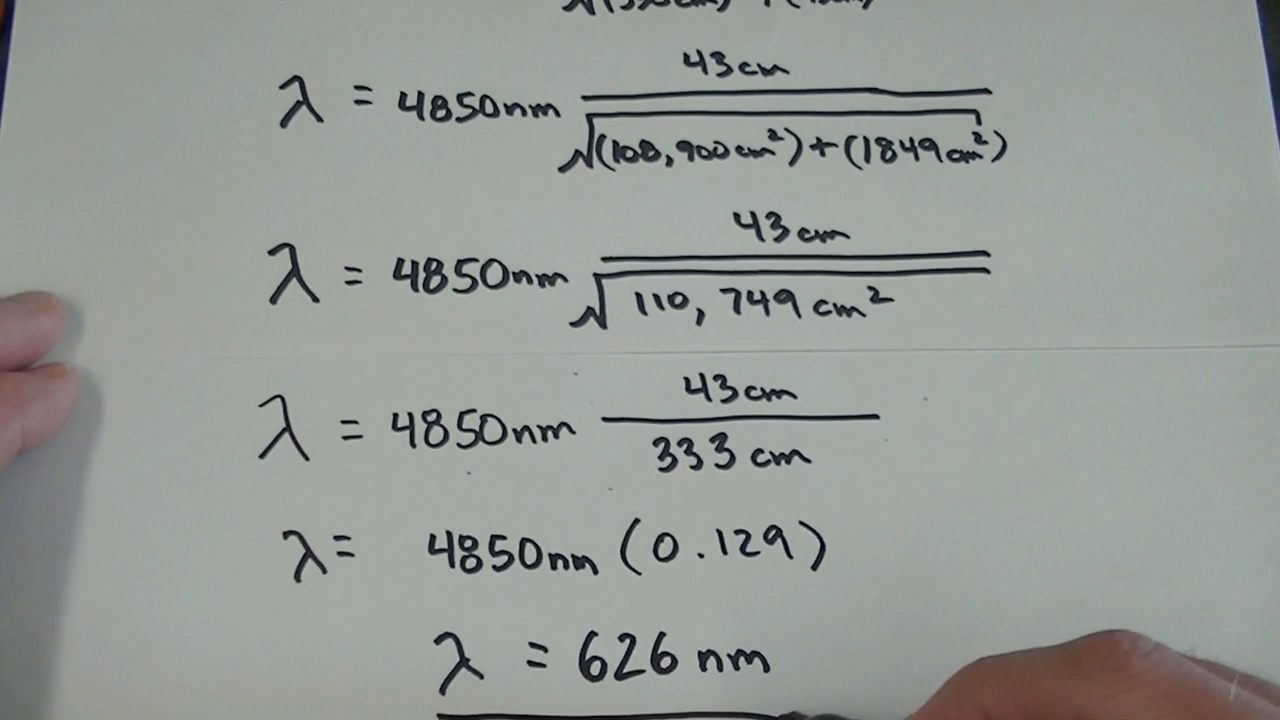 λ = 4850nm 43cm / √(108,900cm²)+(1849cm²)
λ = 4850nm 43cm / √110,749cm²
λ = 4850nm 43cm / 333cm
λ = 4850nm (0.129)
λ = 626nm